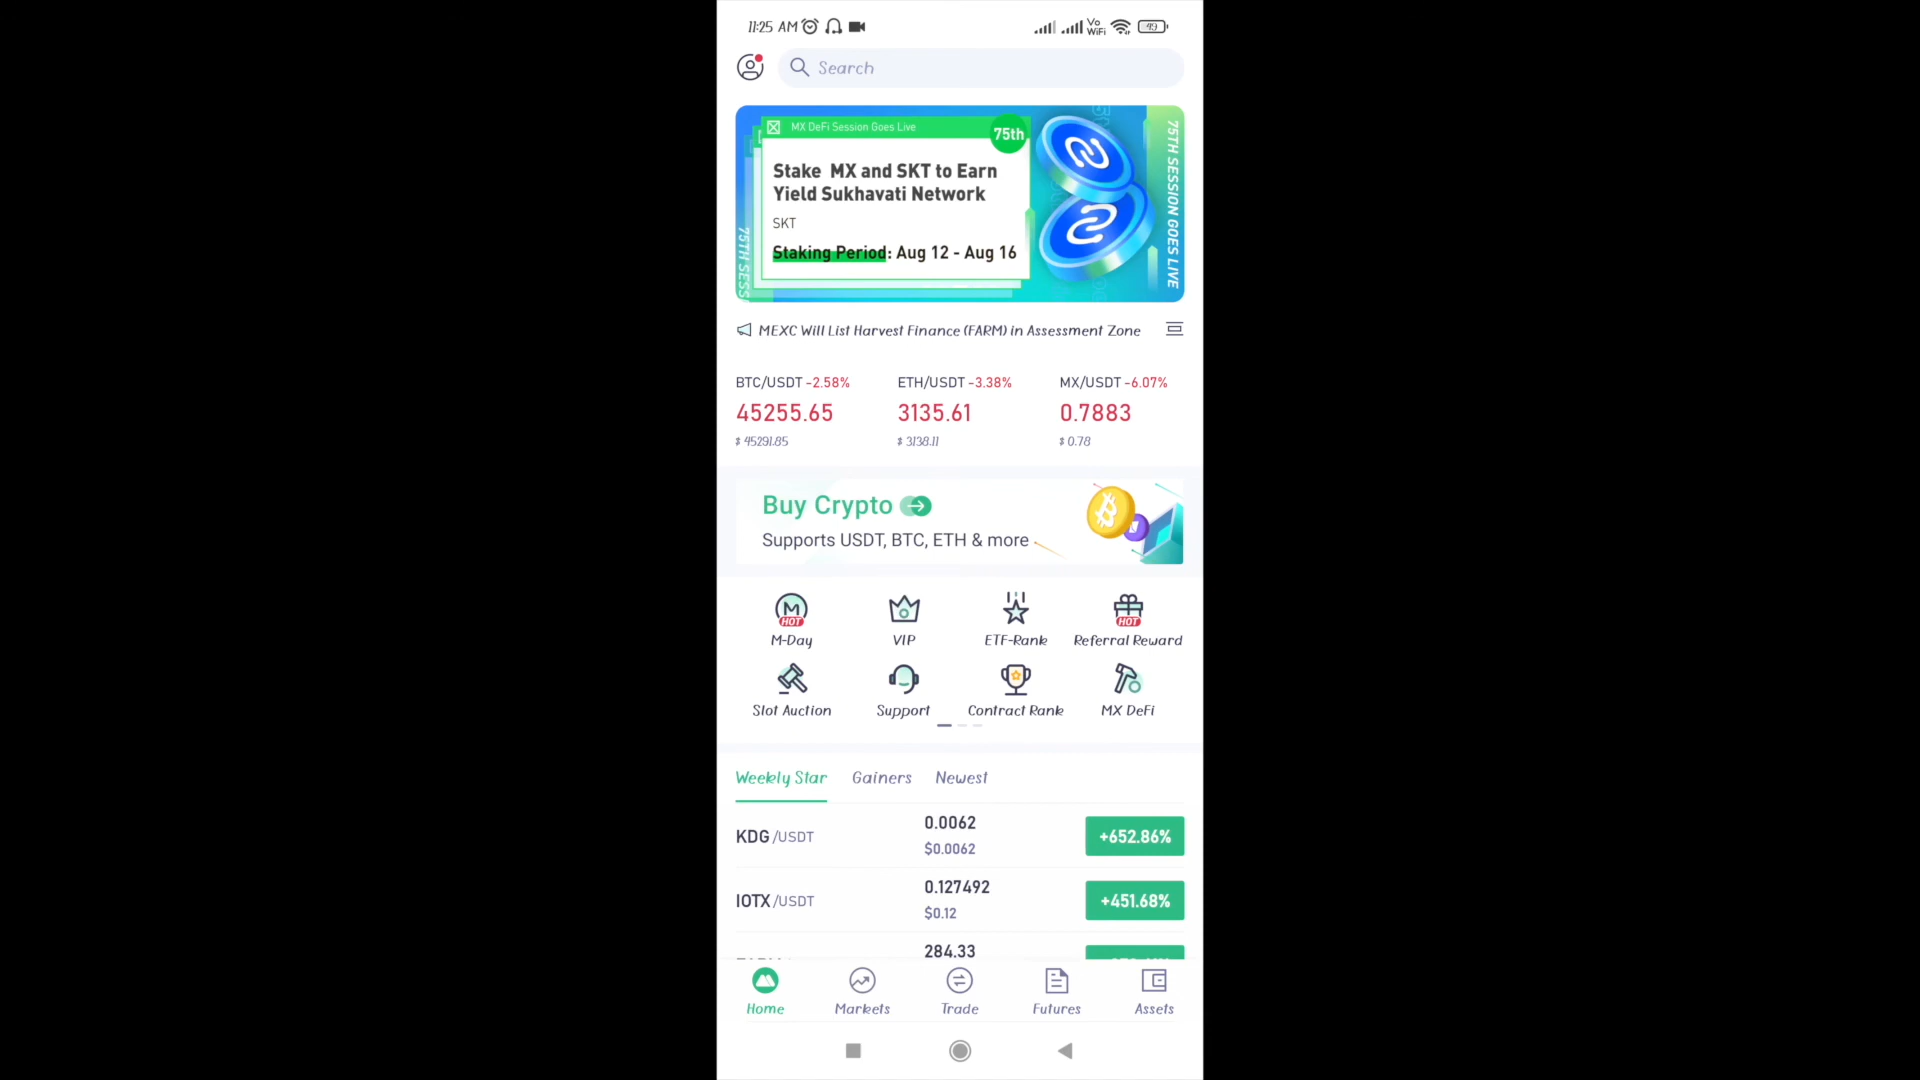 11:25 AM
Vo WiFi
49
Search
MX DeFi Session Goes Live
75th
Stake MX and SKT to Earn
Yield Sukhavati Network
SKT
Staking Period: Aug 12 - Aug 16
75TH SESSION GOES LIVE
75TH SESS
MEXC Will List Harvest Finance (FARM) in Assessment Zone
BTC/USDT -2.58%
ETH/USDT -3.38%
MX/USDT -6.07%
45255.65
3135.61
0.7883
$ 45291.85
$ 3138.11
$ 0.78
Buy Crypto
Supports USDT, BTC, ETH & more
HOT
HOT
M-Day
VIP
ETF-Rank
Referral Reward
Slot Auction
Support
Contract Rank
MX DeFi
Weekly Star
Gainers
Newest
KDG /USDT
0.0062
$0.0062
+652.86%
IOTX /USDT
0.127492
$0.12
+451.68%
284.33
Home
Markets
Trade
Futures
Assets